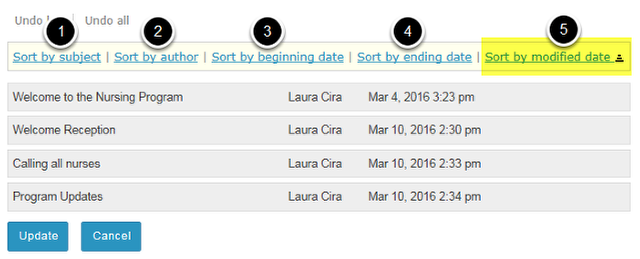 Undo Undo all
1 2 3 4 5
Sort by subject | Sort by author | Sort by beginning date | Sort by ending date | Sort by modified date
Welcome to the Nursing Program Laura Cira Mar 4, 2016 3:23 pm
Welcome Reception Laura Cira Mar 10, 2016 2:30 pm
Calling all nurses Laura Cira Mar 10, 2016 2:33 pm
Program Updates Laura Cira Mar 10, 2016 2:34 pm
Update Cancel